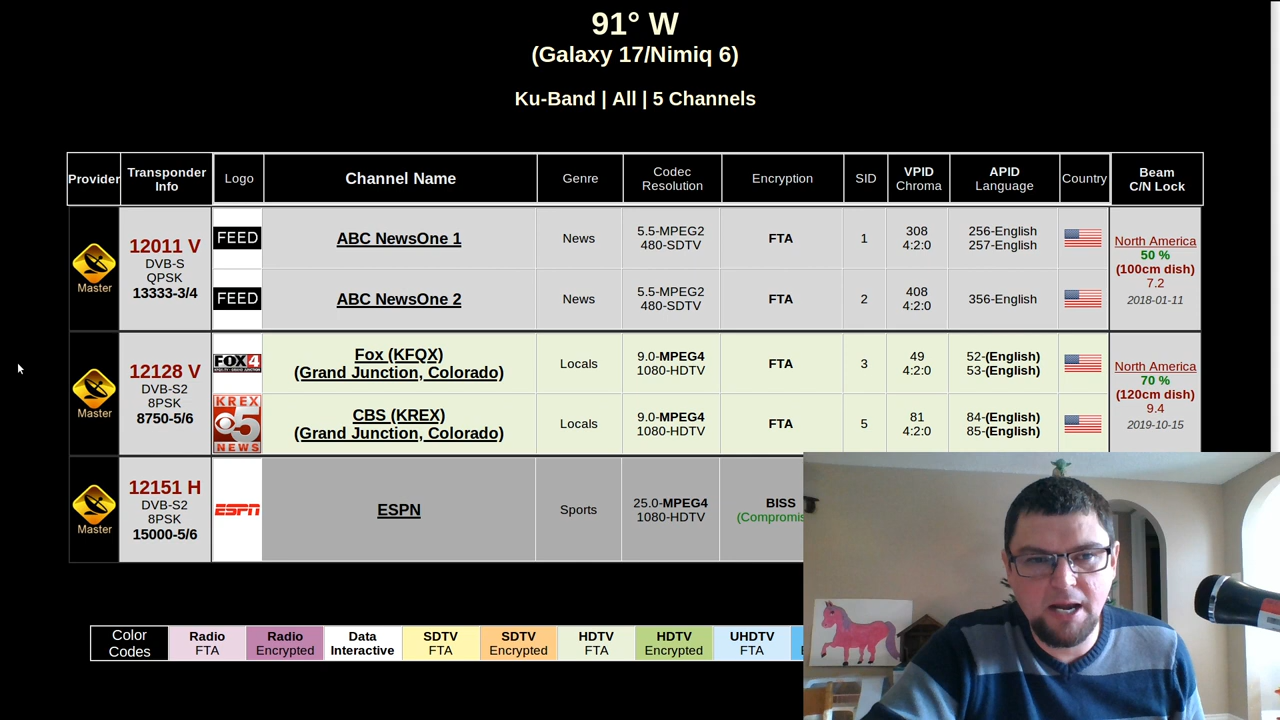 91° W
(Galaxy 17/Nimiq 6)
Ku-Band | All | 5 Channels
Provider Transponder Info Logo Channel Name Genre Codec Resolution Encryption SID VPID Chroma APID Language Country Beam C/N Lock
Master
12011 V
DVB-S
QPSK
13333-3/4
FEED ABC NewsOne 1 News 5.5-MPEG2 480-SDTV FTA 1 308 4:2:0 256-English 257-English
FEED ABC NewsOne 2 News 5.5-MPEG2 480-SDTV FTA 2 408 4:2:0 356-English
North America
50 %
(100cm dish)
7.2
2018-01-11
Master
12128 V
DVB-S2
8PSK
8750-5/6
FOX 4 Fox (KFQX) (Grand Junction, Colorado) Locals 9.0-MPEG4 1080-HDTV FTA 3 49 4:2:0 52-(English) 53-(English)
KREX 5 NEWS CBS (KREX) (Grand Junction, Colorado) Locals 9.0-MPEG4 1080-HDTV FTA 5 81 4:2:0 84-(English) 85-(English)
North America
70 %
(120cm dish)
9.4
2019-10-15
Master
12151 H
DVB-S2
8PSK
15000-5/6
ESPN ESPN Sports 25.0-MPEG4 1080-HDTV BISS (Compromis
Color Codes
Radio FTA
Radio Encrypted
Data Interactive
SDTV FTA
SDTV Encrypted
HDTV FTA
HDTV Encrypted
UHDTV FTA